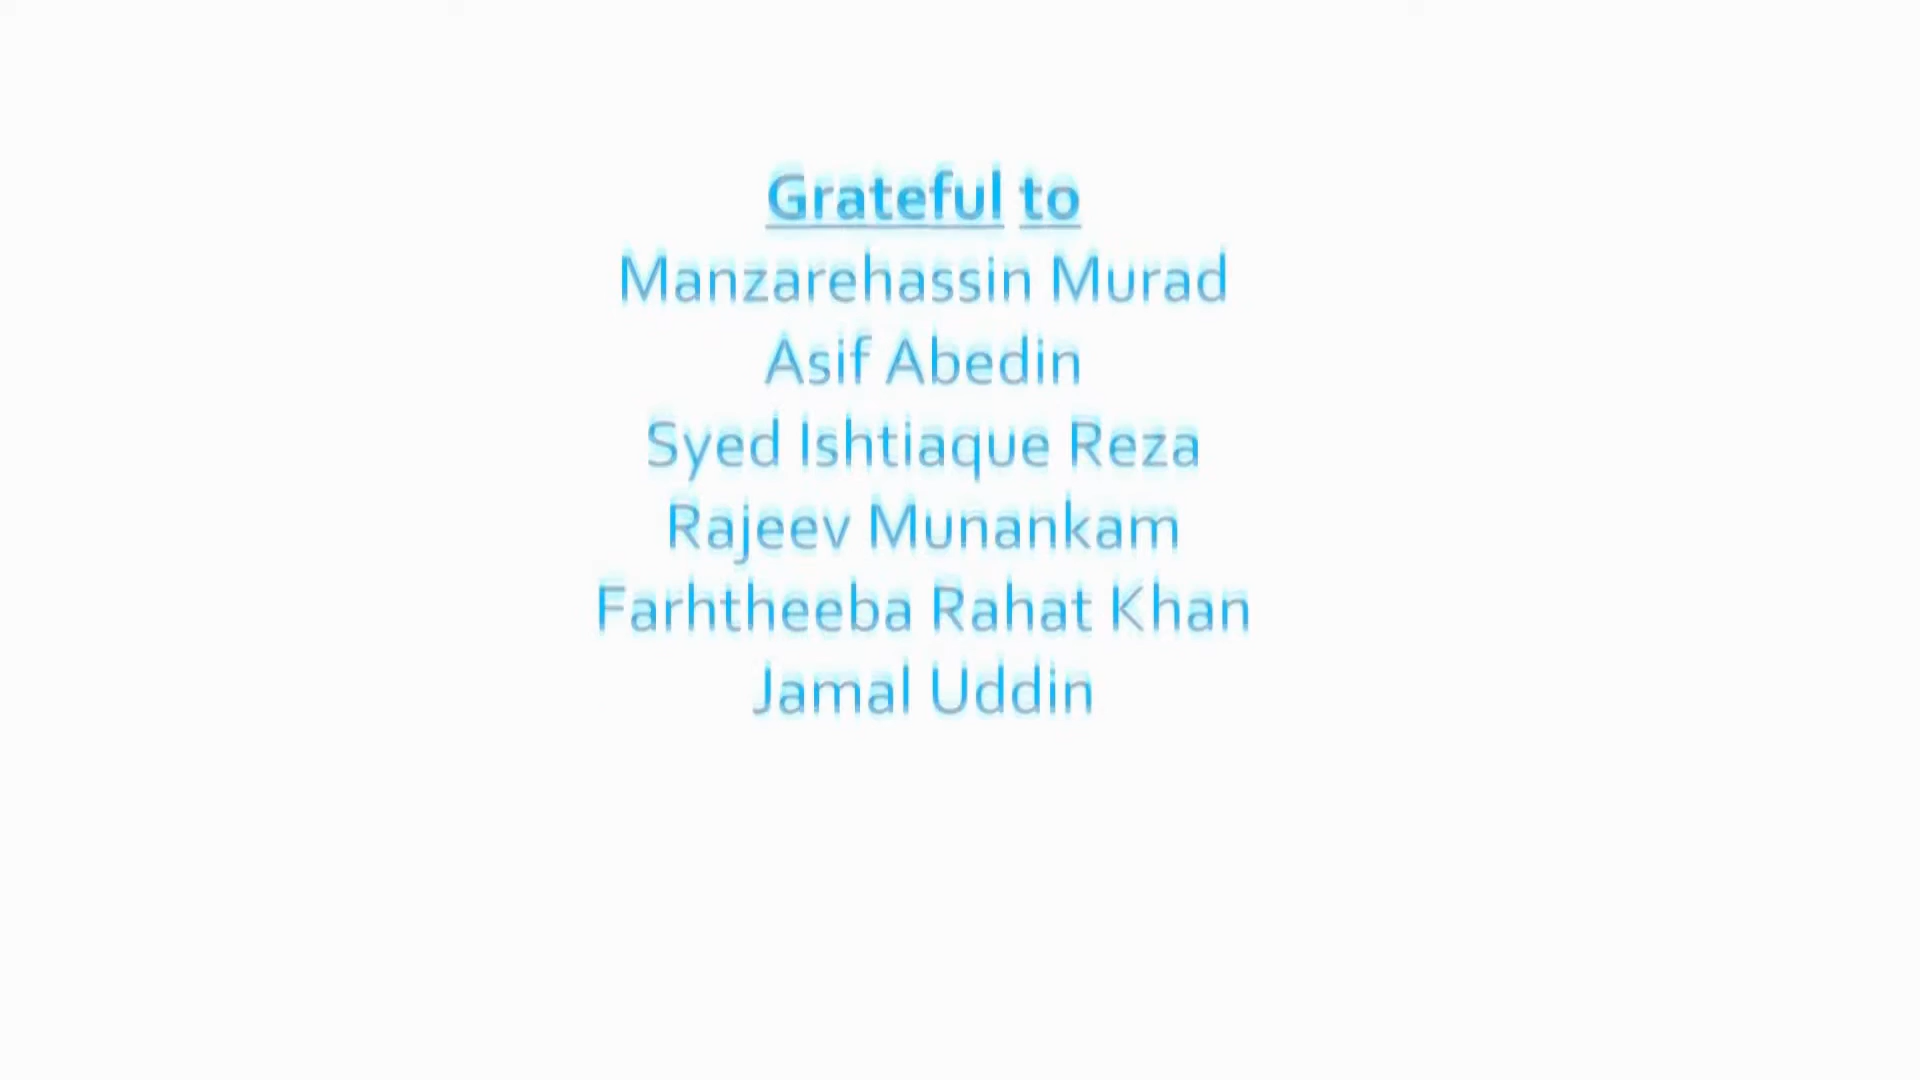 Grateful to
Manzarehassin Murad
Asif Abedin
Syed Ishtiaque Reza
Rajeev Munankam
Farhtheeba Rahat Khan
Jamal Uddin